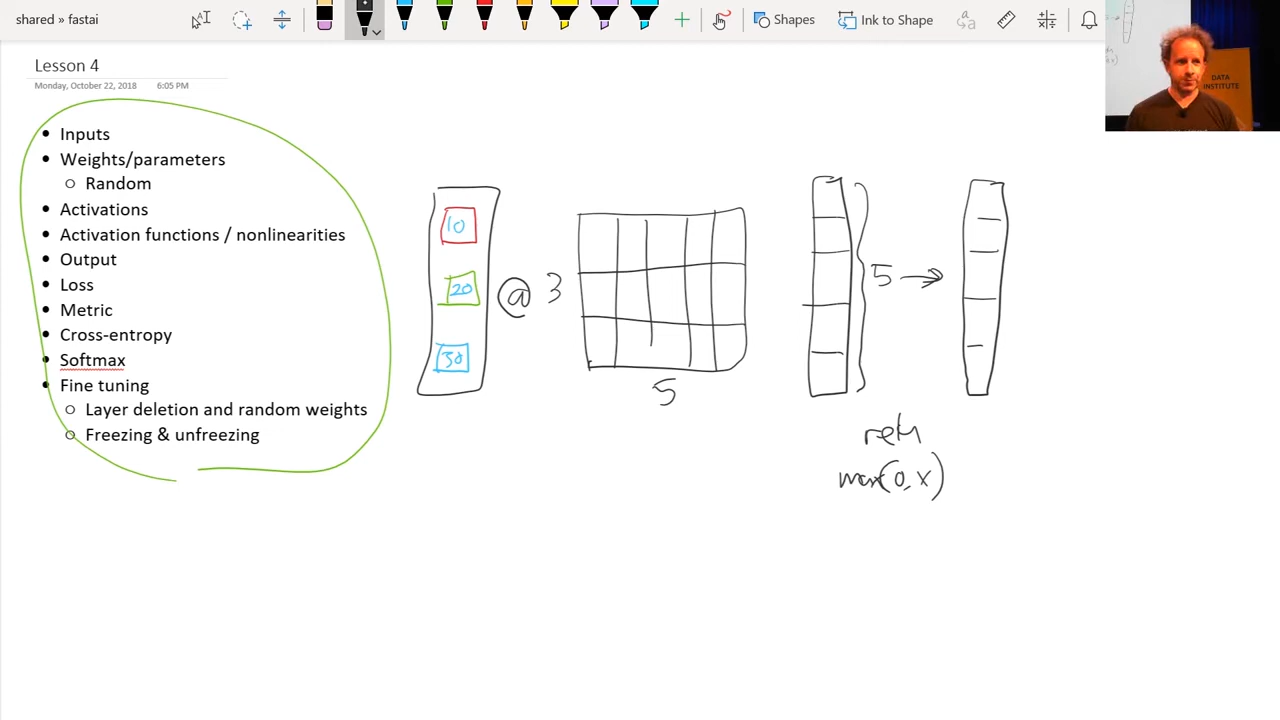 shared » fastai
Shapes
Ink to Shape
Lesson 4
Monday, October 22, 2018 6:05 PM
Inputs
Weights/parameters
Random
Activations
Activation functions / nonlinearities
Output
Loss
Metric
Cross-entropy
Softmax
Fine tuning
Layer deletion and random weights
Freezing & unfreezing
10
20
30
@ 3
5
5
relu
max(0,x)
DATA
INSTITUTE